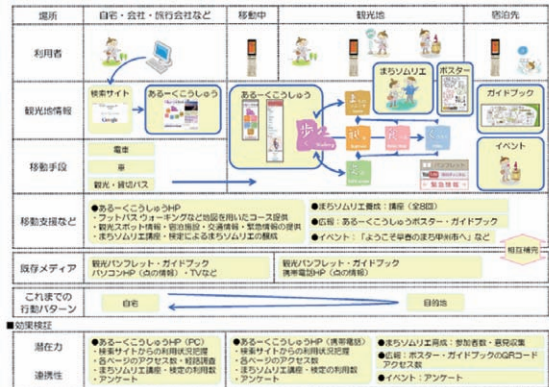 場所
自宅・会社・旅行会社など
移動中
観光地
宿泊先
利用者
まちソムリエ
ポスター
検索サイト
あるーくこうしゅう
あるーくこうしゅう
ガイドブック
観光地情報
Google
歩
イベント
パンフレット
YouTube
緊急情報
移動手段
電車
車
観光・貸切バス
移動支援など
●あるーくこうしゅうHP
・フットパス ウォーキングなど地図を用いたコース提供
・観光スポット情報・宿泊施設・交通情報・緊急情報の提供
・まちソムリエ講座・検定によるまちソムリエの醸成
●まちソムリエ養成：講座（全8回）
●広報：あるーくこうしゅうポスター・ガイドブック
●イベント：「ようこそ早春のまち甲州市へ」など
相互補完
既存メディア
観光パンフレット・ガイドブック
パソコンHP（点の情報）・TVなど
観光パンフレット・ガイドブック
携帯電話HP（点の情報）
これまでの
行動パターン
自宅
目的地
■効果検証
潜在力
連携性
●あるーくこうしゅうHP（PC）
・検索サイトからの利用状況把握
・各ページのアクセス数・経路調査
・まちソムリエ講座・検定の利用数
・アンケート
●あるーくこうしゅうHP（携帯電話）
・検索サイトからの利用状況把握
・各ページのアクセス数
・まちソムリエ講座・検定の利用数
・アンケート
●まちソムリエ育成：参加者数・意見収集
●広報：ポスター・ガイドブックのQRコード
アクセス数
●イベント：アンケート